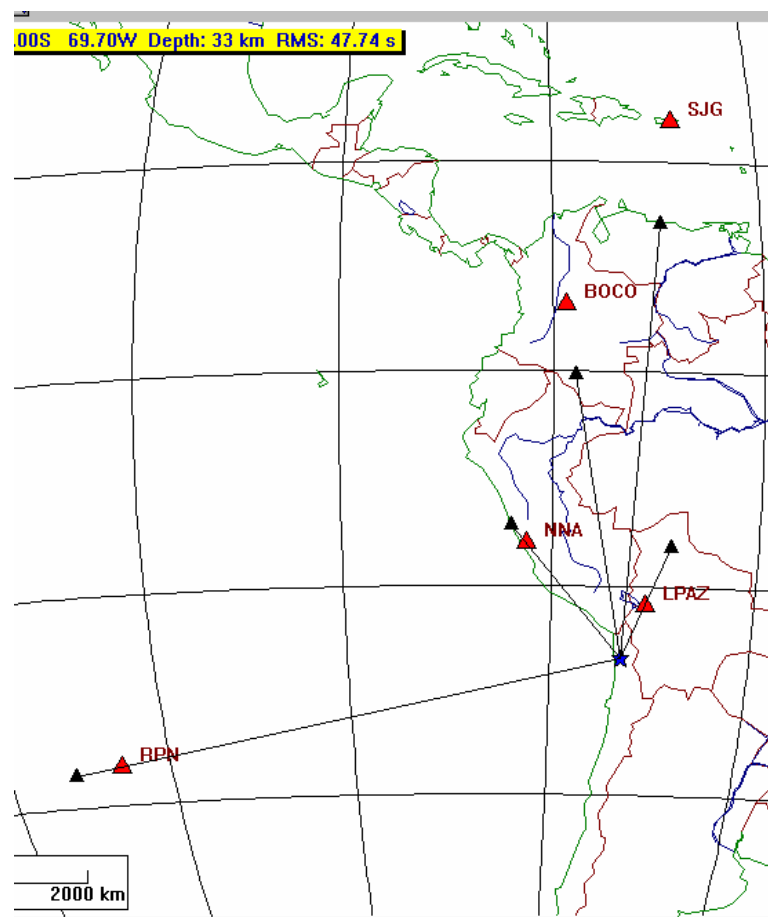 .00S 69.70W Depth: 33 km RMS: 47.74 s
SJG
BOCO
NNA
LPAZ
RPN
2000 km